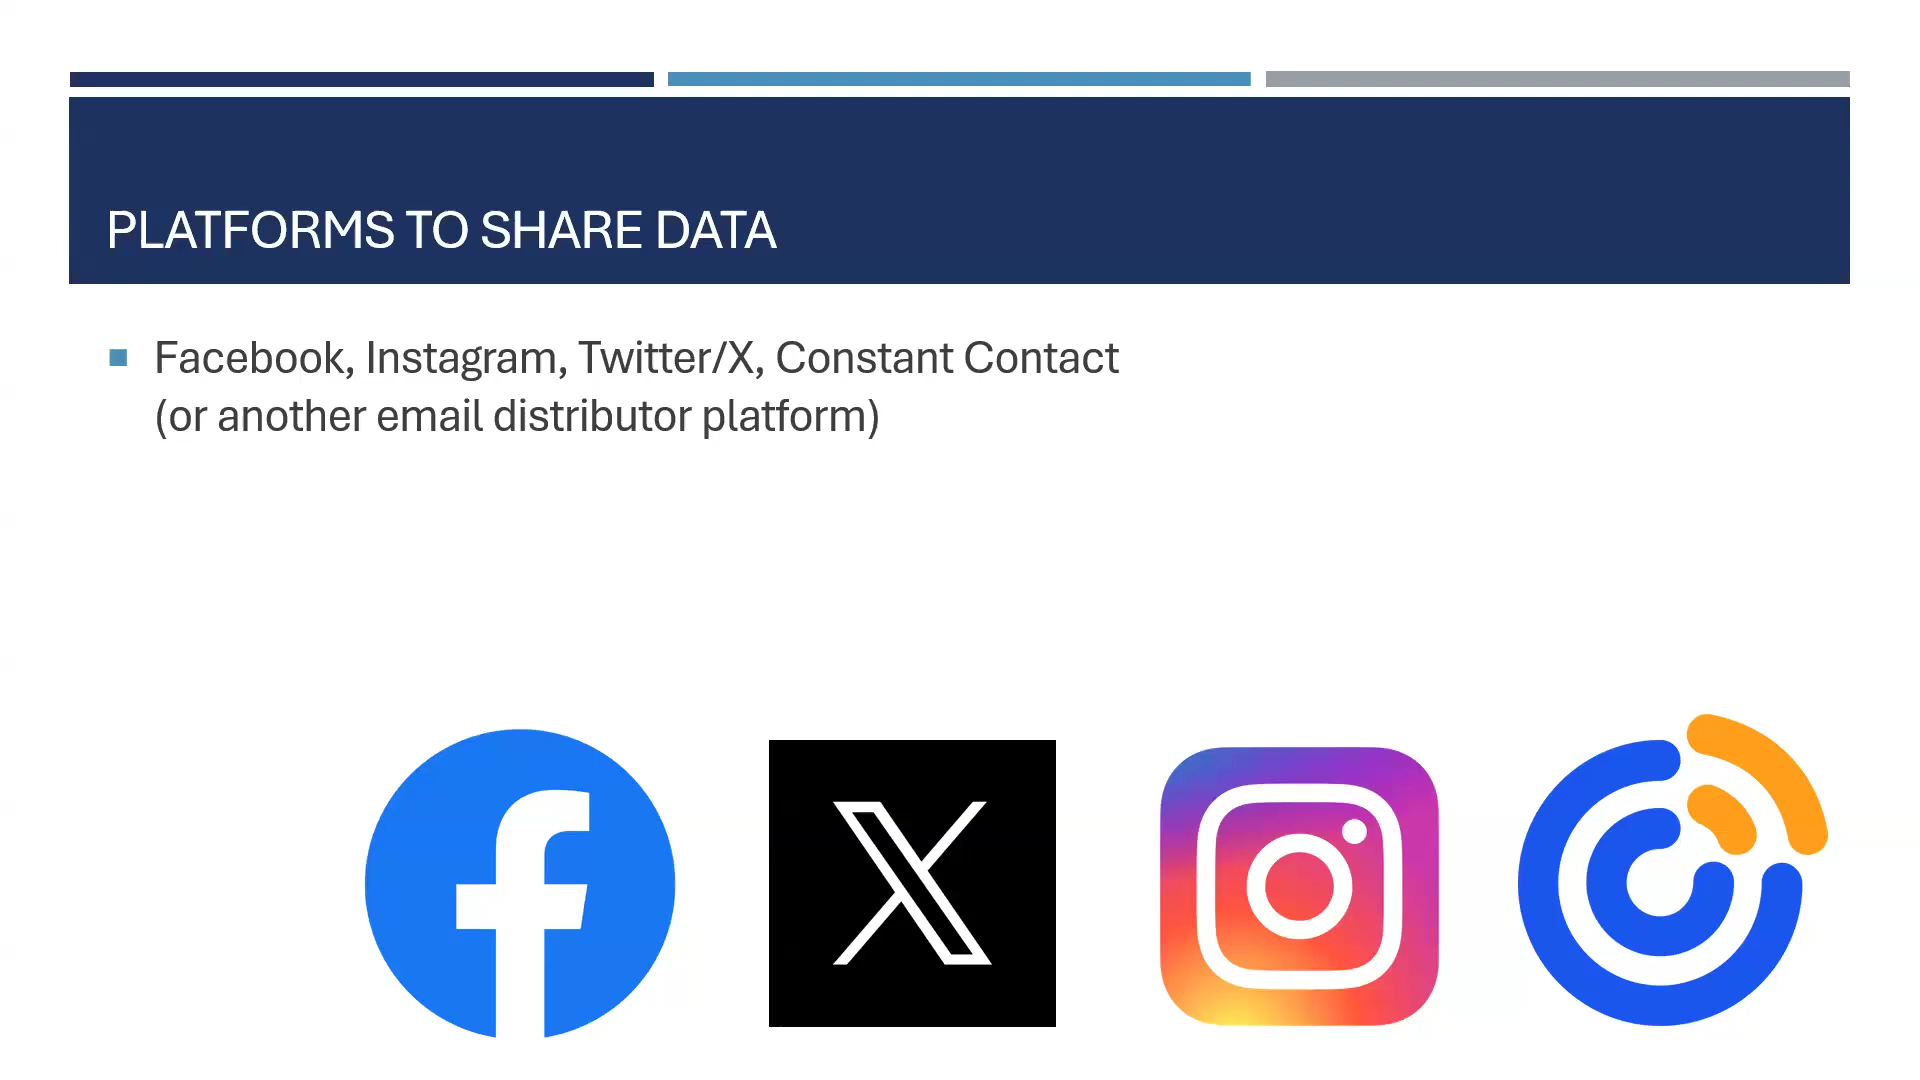 PLATFORMS TO SHARE DATA
Facebook, Instagram, Twitter/X, Constant Contact
(or another email distributor platform)